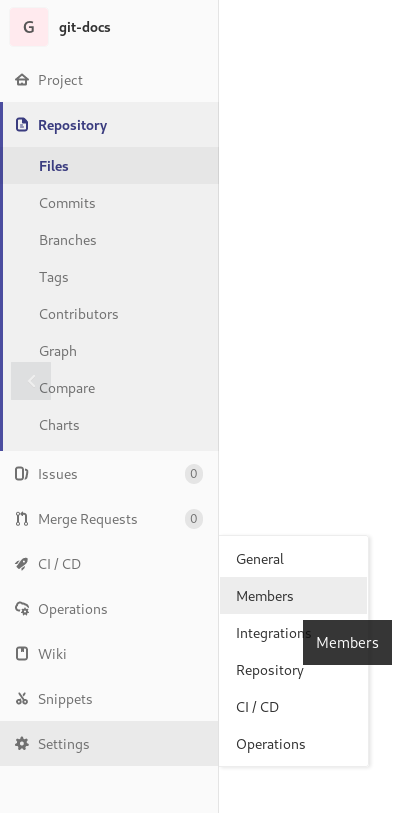 G git-docs
Project
Repository
Files
Commits
Branches
Tags
Contributors
Graph
Compare
Charts
Issues 0
Merge Requests 0
CI / CD
Operations
Wiki
Snippets
Settings
General
Members
Integrations
Members
Repository
CI / CD
Operations